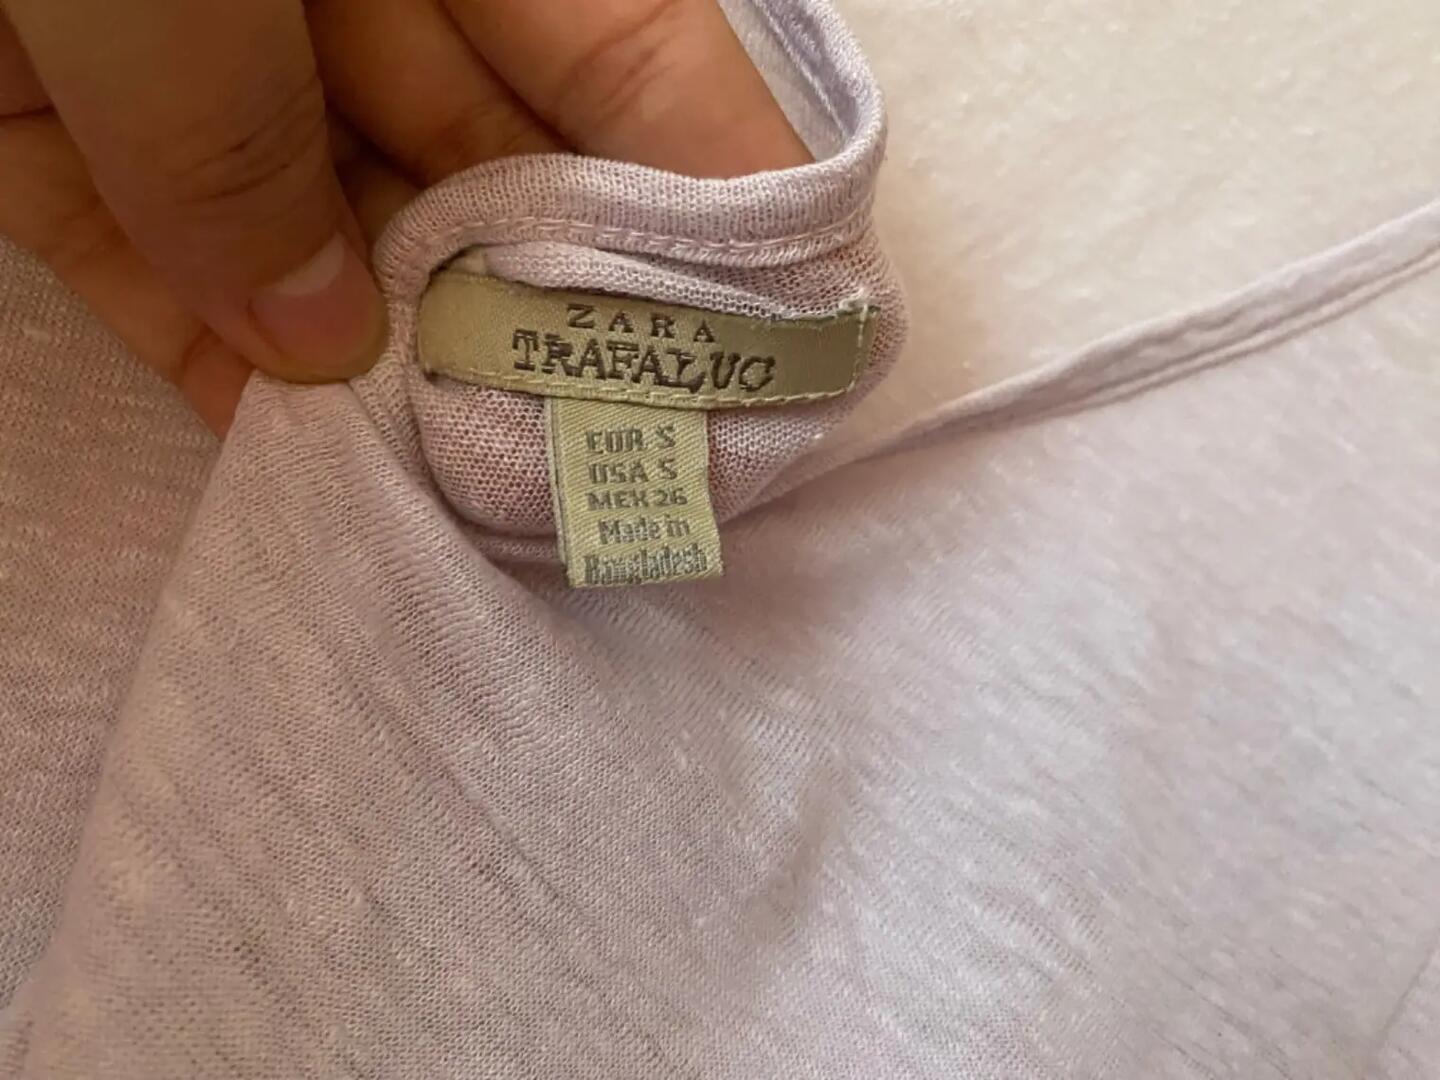 ZARA
TRAFALUC
EUR S
USA S
MEX 26
Made in
Bangladesh